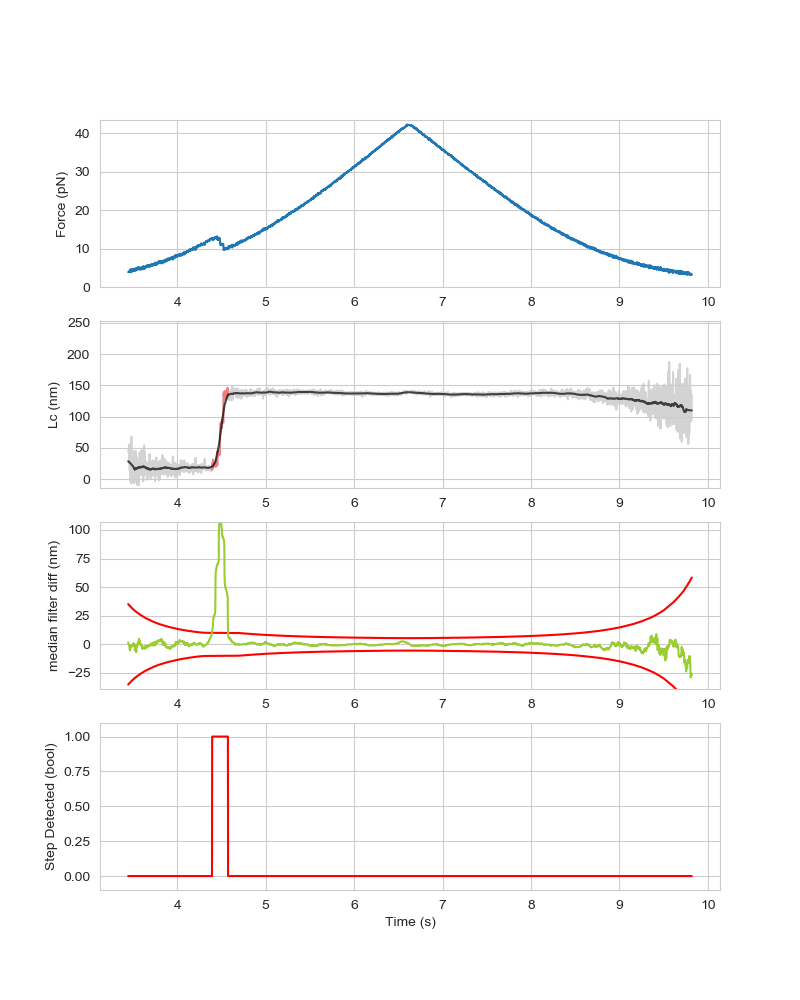 40
30
20
10
0
Force (pN)
4 5 6 7 8 9 10
250
200
150
100
50
0
Lc (nm)
4 5 6 7 8 9 10
100
75
50
25
0
−25
median filter diff (nm)
4 5 6 7 8 9 10
1.00
0.75
0.50
0.25
0.00
Step Detected (bool)
4 5 6 7 8 9 10
Time (s)